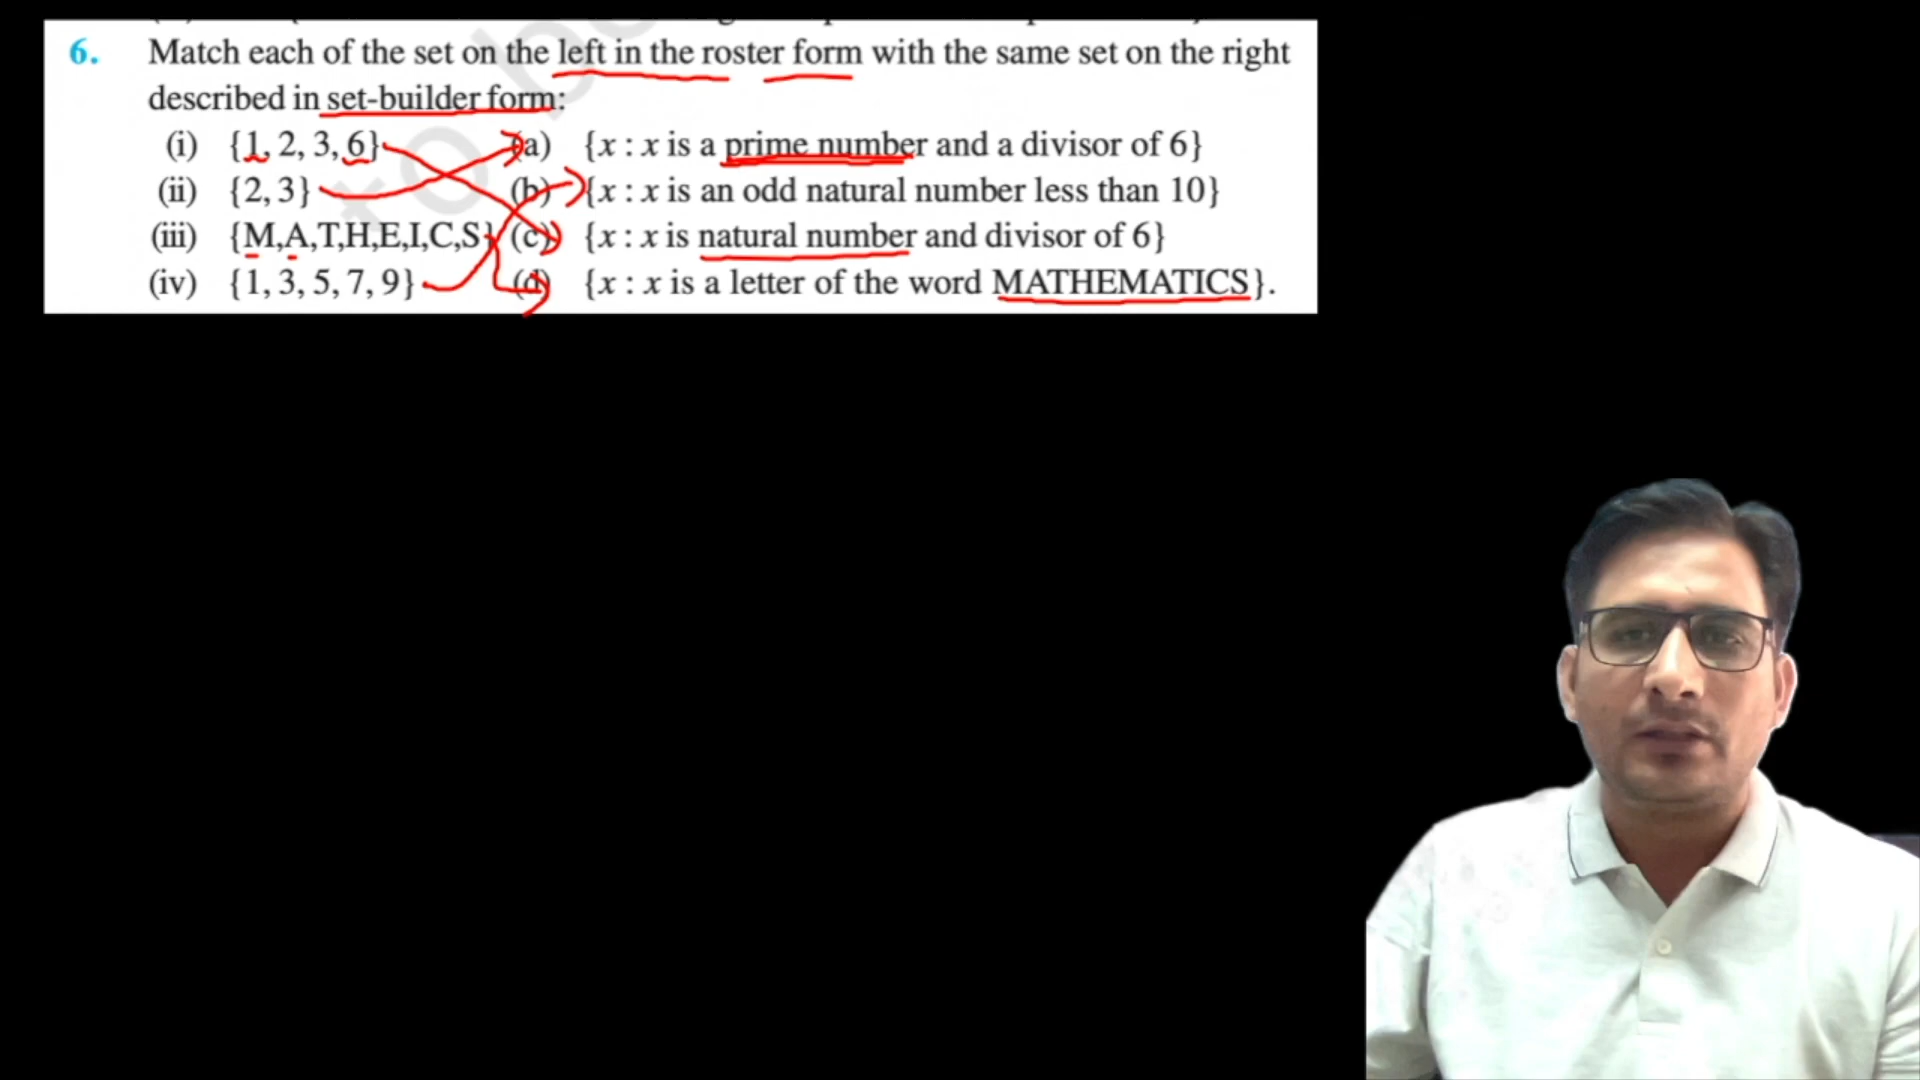 6. Match each of the set on the left in the roster form with the same set on the right
described in set-builder form:
(i) {1, 2, 3, 6} (a) {x : x is a prime number and a divisor of 6}
(ii) {2, 3} (b) {x : x is an odd natural number less than 10}
(iii) {M,A,T,H,E,I,C,S} (c) {x : x is natural number and divisor of 6}
(iv) {1, 3, 5, 7, 9} (d) {x : x is a letter of the word MATHEMATICS}.